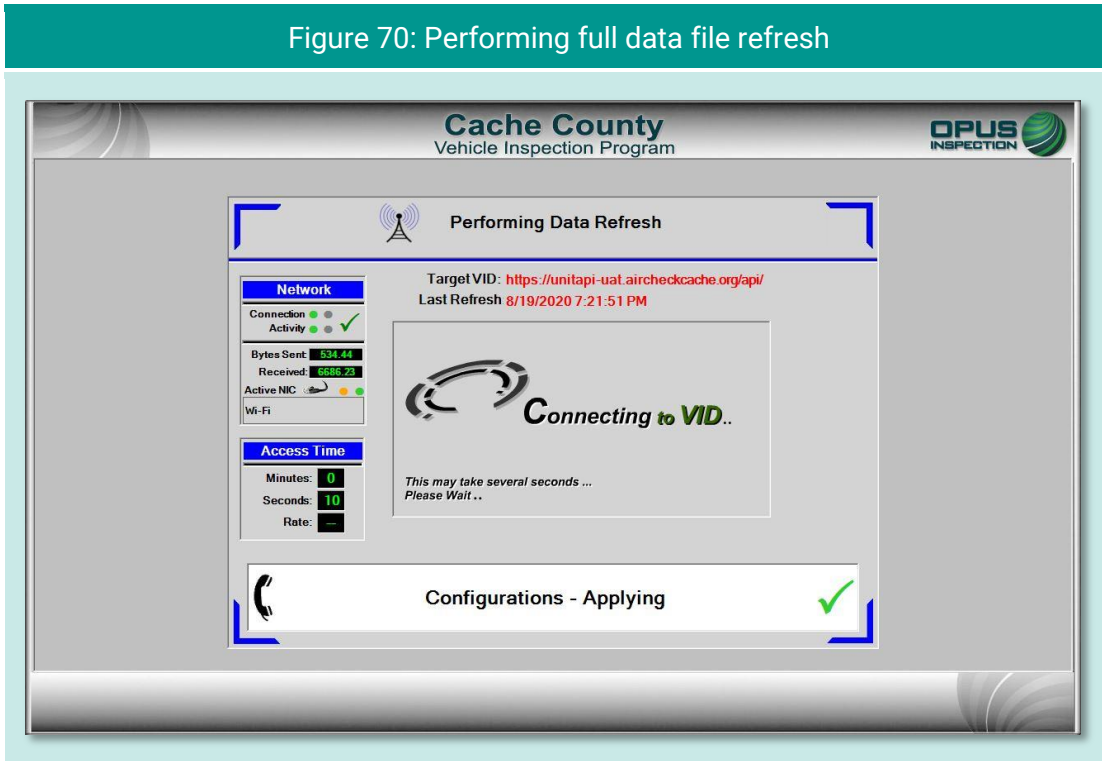 Figure 70: Performing full data file refresh
Cache County
Vehicle Inspection Program
OPUS
INSPECTION
Performing Data Refresh
Target VID: https://unitapi-uat.aircheckcache.org/api/
Last Refresh 8/19/2020 7:21:51 PM
Network
Connection
Activity
Bytes Sent: 534.44
Received: 6686.23
Active NIC
Wi-Fi
Connecting to VID..
Access Time
Minutes: 0
Seconds: 10
Rate: --
This may take several seconds ...
Please Wait ..
Configurations - Applying